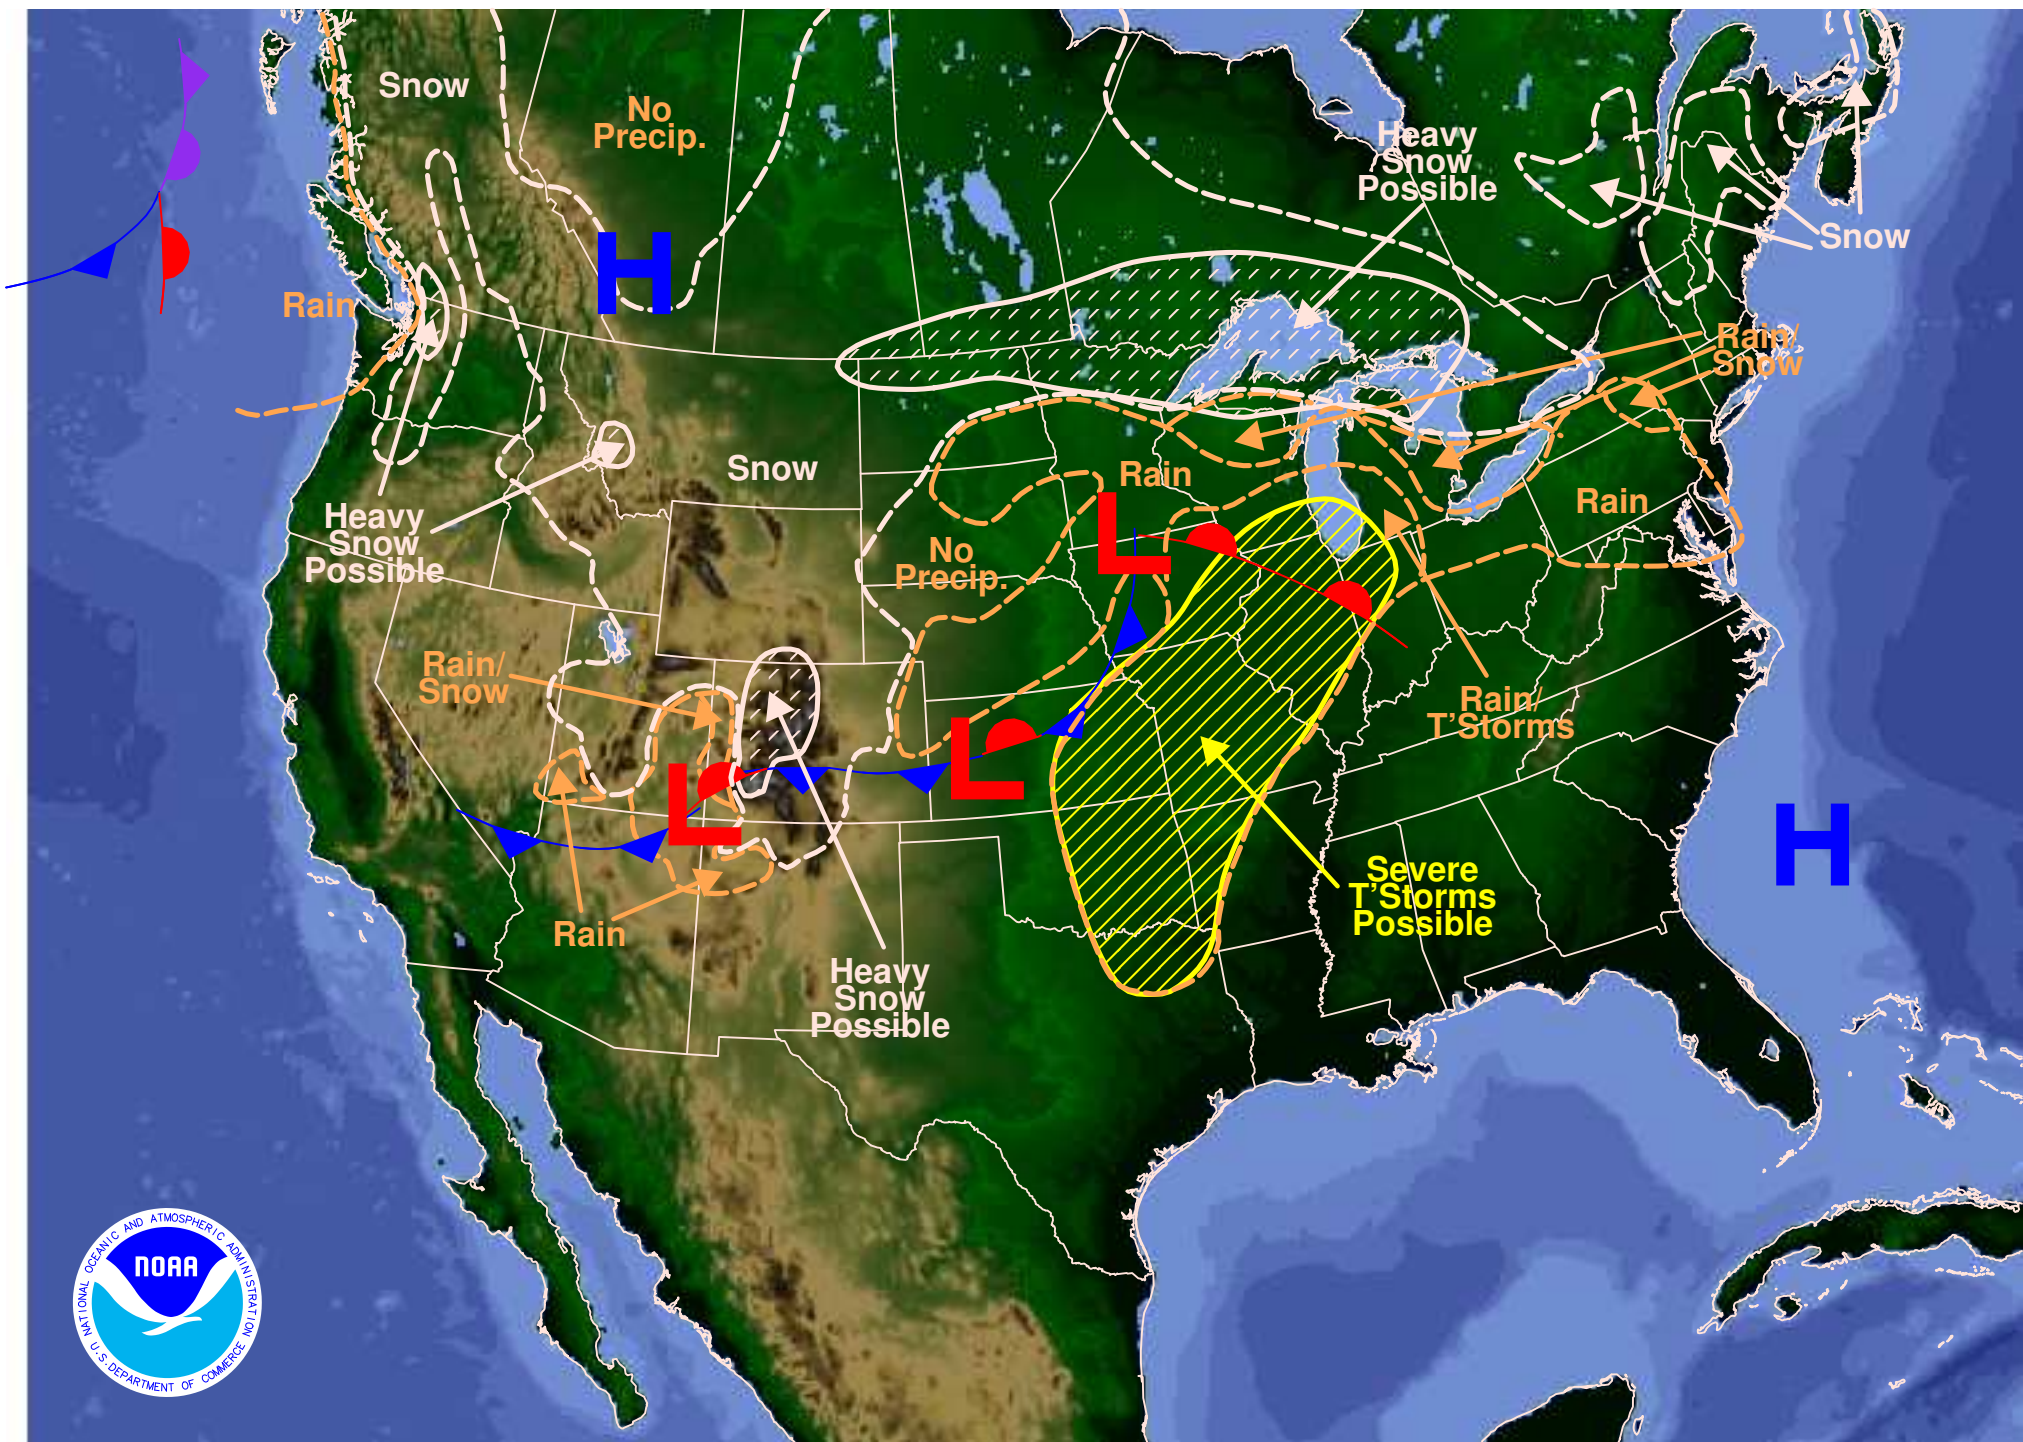 Snow
No
Precip.
Heavy
Snow
Possible
Snow
H
Rain
Rain/
Snow
Snow
Rain
Rain
Heavy
Snow
Possible
No
Precip.
L
Rain/
Snow
Rain/
T'Storms
L
L
H
Severe
T'Storms
Possible
Rain
Heavy
Snow
Possible
NATIONAL OCEANIC AND ATMOSPHERIC ADMINISTRATION
NOAA
U.S. DEPARTMENT OF COMMERCE